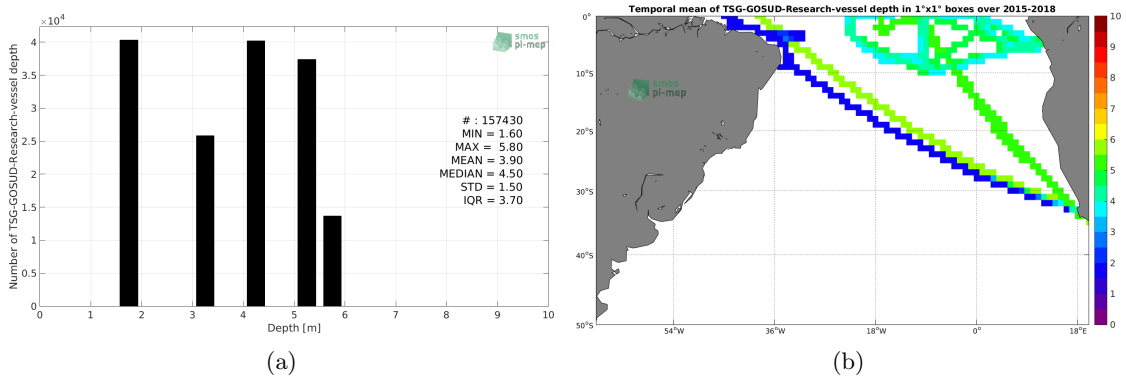 ×10⁴
4
3.5
3
2.5
2
1.5
1
0.5
0
Number of TSG-GOSUD-Research-vessel depth
smos
pi-mep
# : 157430
MIN = 1.60
MAX = 5.80
MEAN = 3.90
MEDIAN = 4.50
STD = 1.50
IQR = 3.70
0 1 2 3 4 5 6 7 8 9 10
Depth [m]
(a)
Temporal mean of TSG-GOSUD-Research-vessel depth in 1°x1° boxes over 2015-2018
0°
10°S
20°S
30°S
40°S
50°S
smos
pi-mep
54°W 36°W 18°W 0° 18°E
10
9
8
7
6
5
4
3
2
1
0
(b)